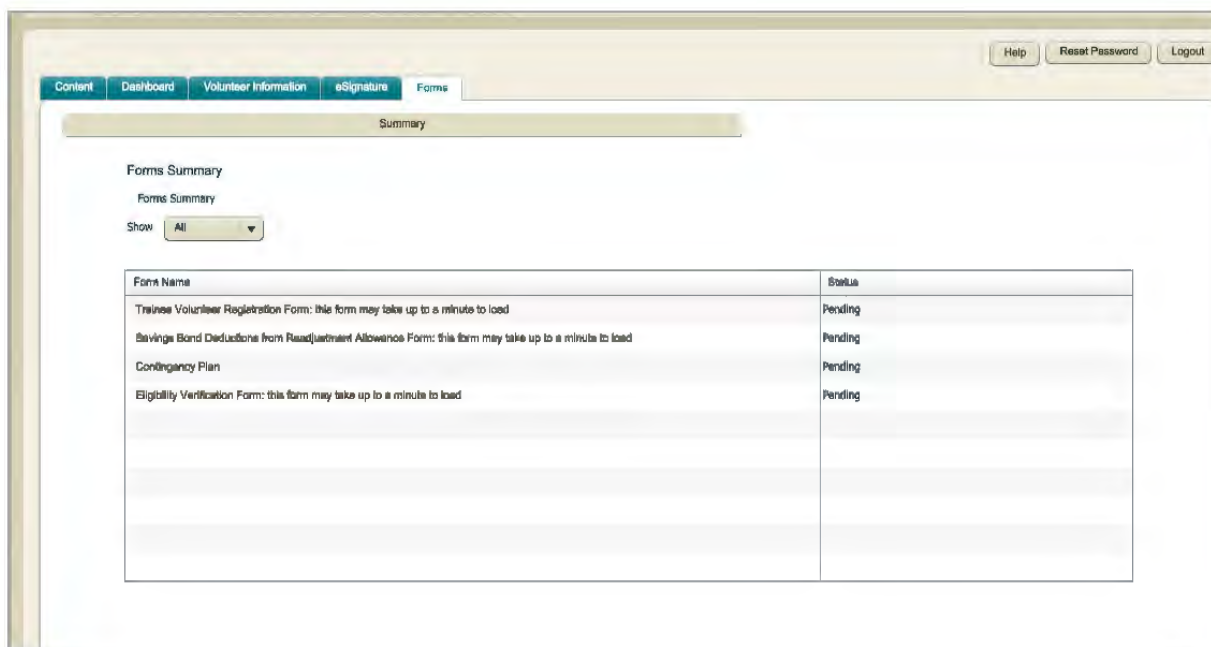 Help Reset Password Logout
Content Dashboard Volunteer Information eSignature Forms
Summary
Forms Summary
Forms Summary
Show All
Form Name Status
Trainee Volunteer Registration Form: this form may take up to a minute to load Pending
Savings Bond Deductions from Readjustment Allowance Form: this form may take up to a minute to load Pending
Contingency Plan Pending
Eligibility Verification Form: this form may take up to a minute to load Pending